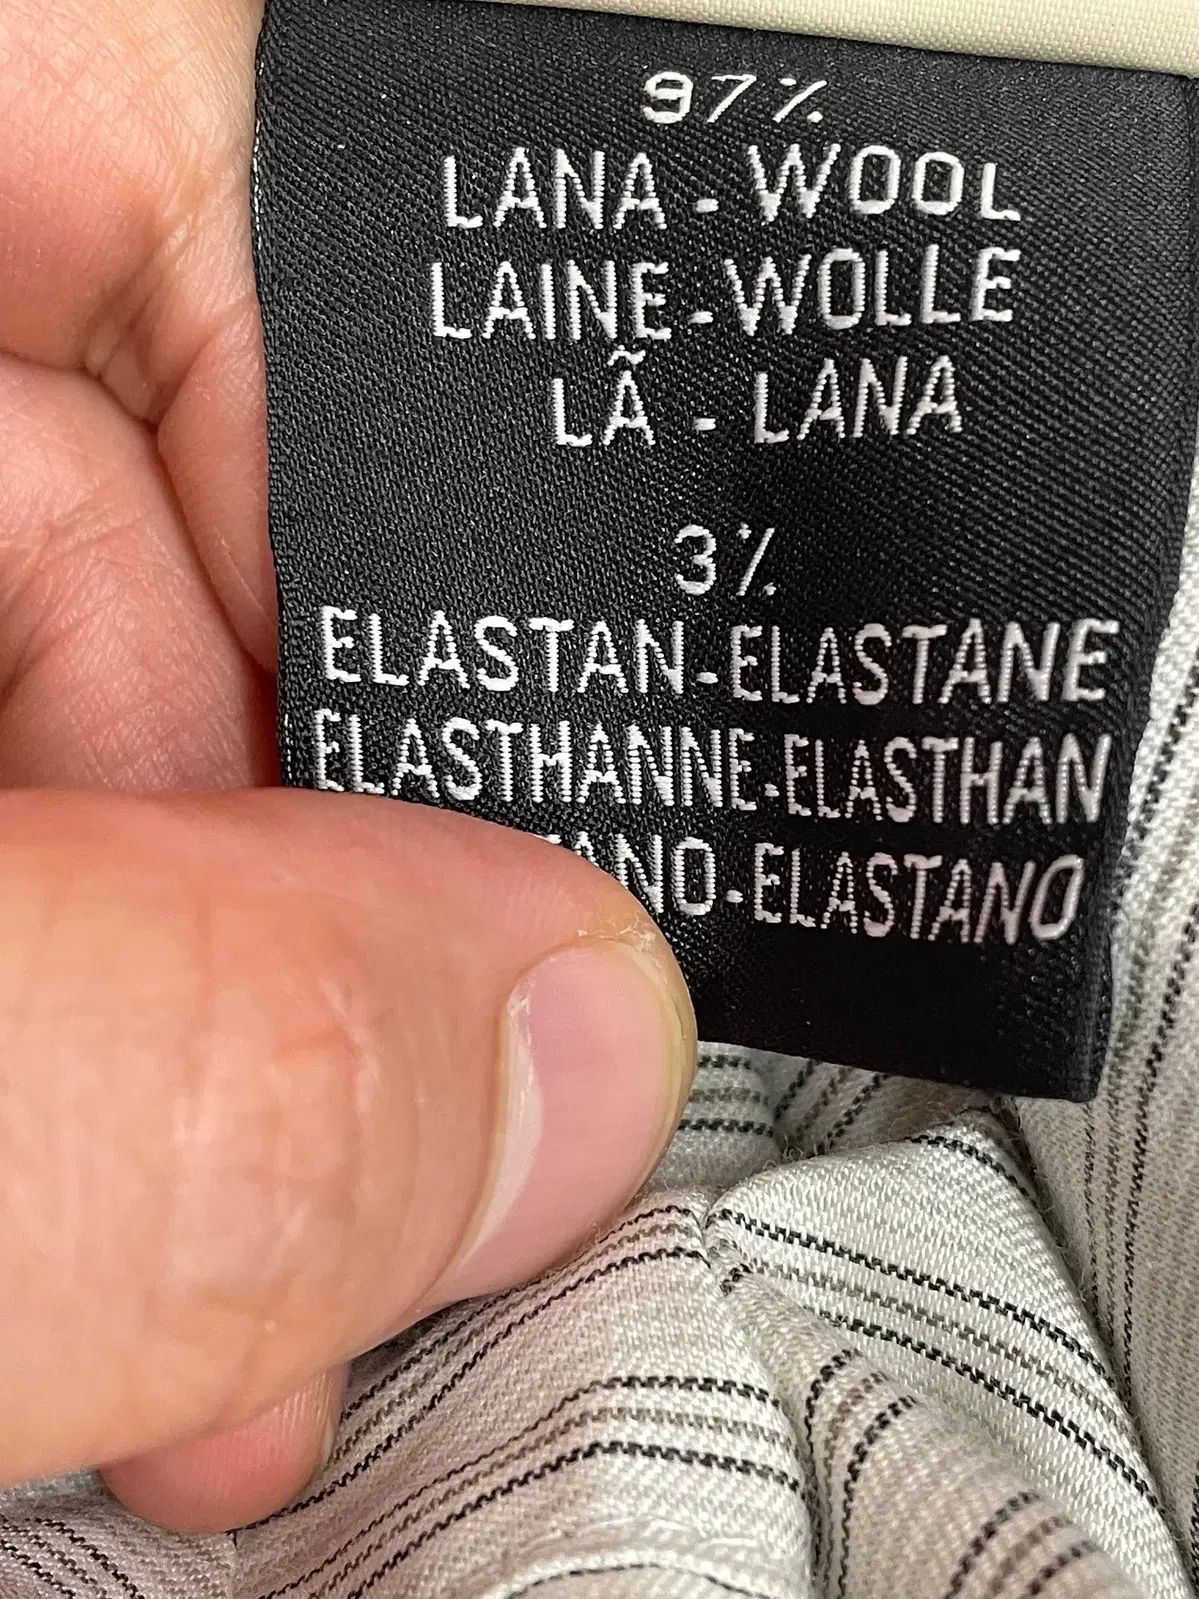 97%
LANA - WOOL
LAINE - WOLLE
LÃ - LANA
3%
ELASTAN - ELASTANE
ELASTHANNE - ELASTHAN
- ELASTANO